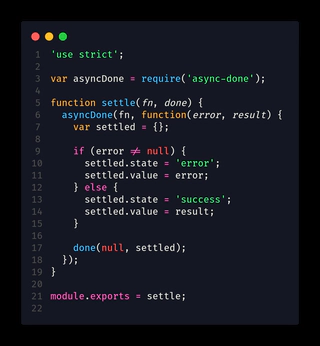 1 'use strict';
2
3 var asyncDone = require('async-done');
4
5 function settle(fn, done) {
6   asyncDone(fn, function(error, result) {
7     var settled = {};
8
9     if (error != null) {
10       settled.state = 'error';
11       settled.value = error;
12     } else {
13       settled.state = 'success';
14       settled.value = result;
15     }
16
17     done(null, settled);
18   });
19 }
20
21 module.exports = settle;
22